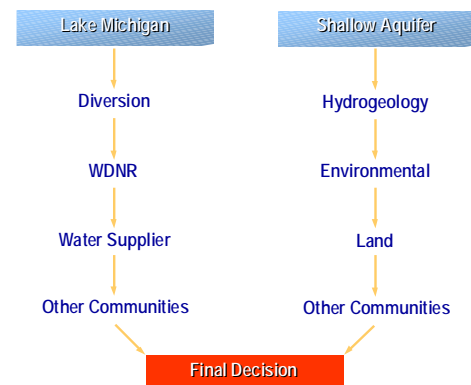 Lake Michigan
Diversion
WDNR
Water Supplier
Other Communities
Shallow Aquifer
Hydrogeology
Environmental
Land
Other Communities
Final Decision